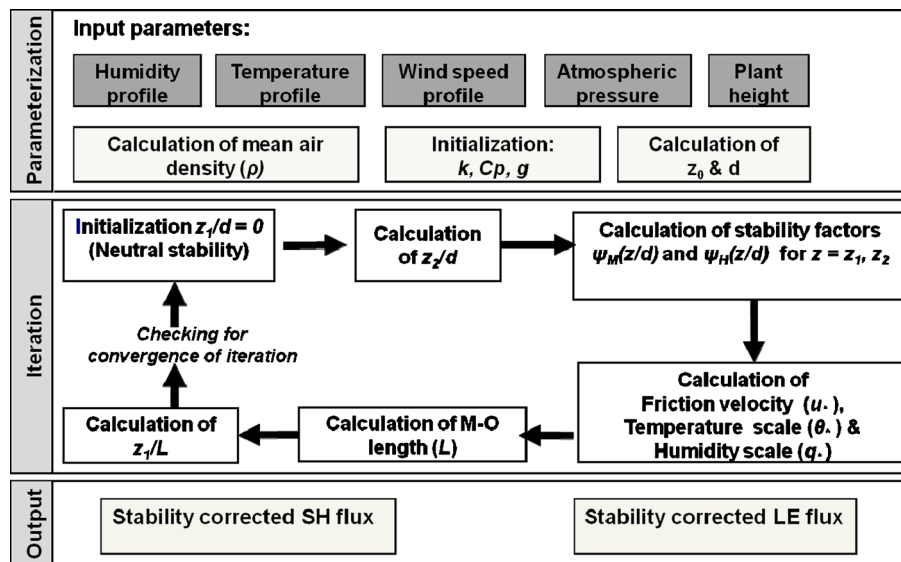 Parameterization
Input parameters:
Humidity
profile
Temperature
profile
Wind speed
profile
Atmospheric
pressure
Plant
height
Calculation of mean air
density (ρ)
Initialization:
k, Cp, g
Calculation of
z₀ & d
Iteration
Initialization z₁/d = 0
(Neutral stability)
Calculation
of z₂/d
Calculation of stability factors
ψM(z/d) and ψH(z/d) for z = z₁, z₂
Checking for
convergence of iteration
Calculation of
z₁/L
Calculation of M-O
length (L)
Calculation of
Friction velocity (u*),
Temperature scale (θ*) &
Humidity scale (q*)
Output
Stability corrected SH flux
Stability corrected LE flux